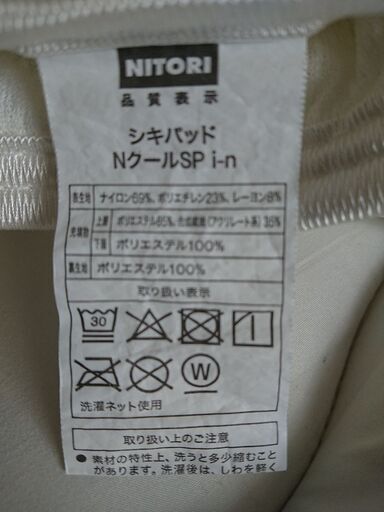 NITORI
品質表示
シキパッド
NクールSP i-n
表生地 ナイロン69%、ポリエチレン23%、レーヨン8%
充填物 上層 ポリエステル65%、合成繊維(アクリレート系)35%
下層 ポリエステル100%
裏生地 ポリエステル100%
取り扱い表示
30
W
洗濯ネット使用
取り扱い上のご注意
● 素材の特性上、洗うと多少縮むこと
があります。洗濯後は、しわを軽く